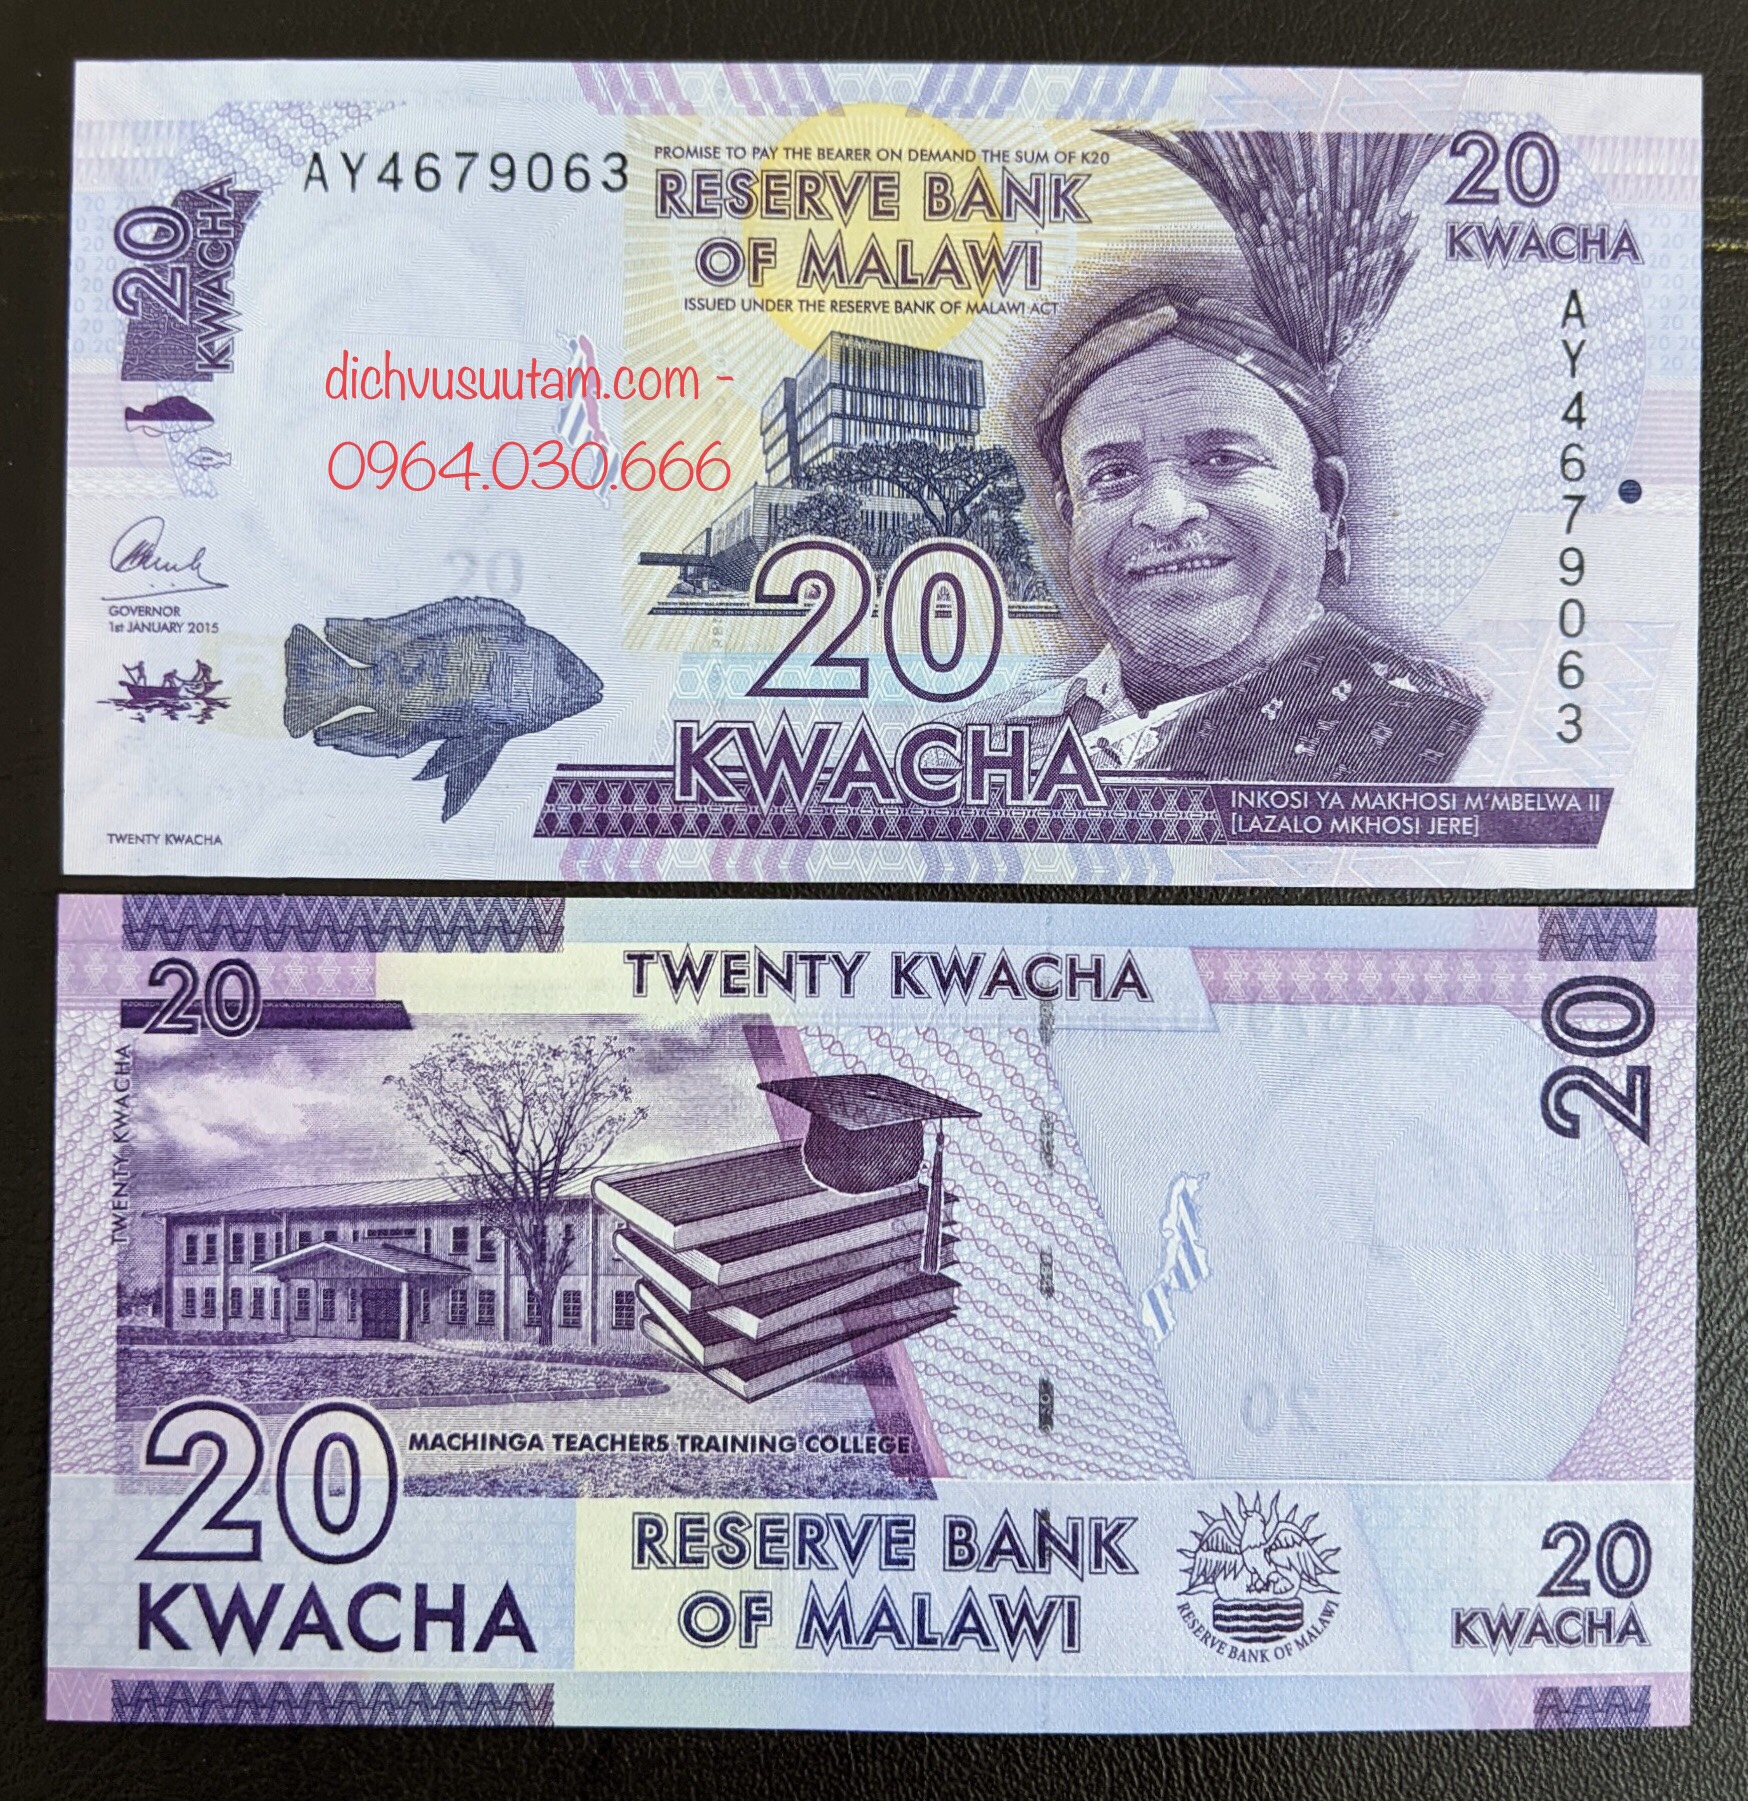 AY4679063
PROMISE TO PAY THE BEARER ON DEMAND THE SUM OF K20
RESERVE BANK
OF MALAWI
ISSUED UNDER THE RESERVE BANK OF MALAWI ACT
20
KWACHA
20
KWACHA
AY4679063
dichvusuutam.com -
0964.030.666
20
GOVERNOR
1st JANUARY 2015
20
KWACHA
TWENTY KWACHA
INKOSI YA MAKHOSI M'MBELWA II
[LAZALO MKHOSI JERE]
20
TWENTY KWACHA
20
TWENTY KWACHA
MACHINGA TEACHERS TRAINING COLLEGE
20
KWACHA
RESERVE BANK
OF MALAWI
RESERVE BANK OF MALAWI
20
KWACHA